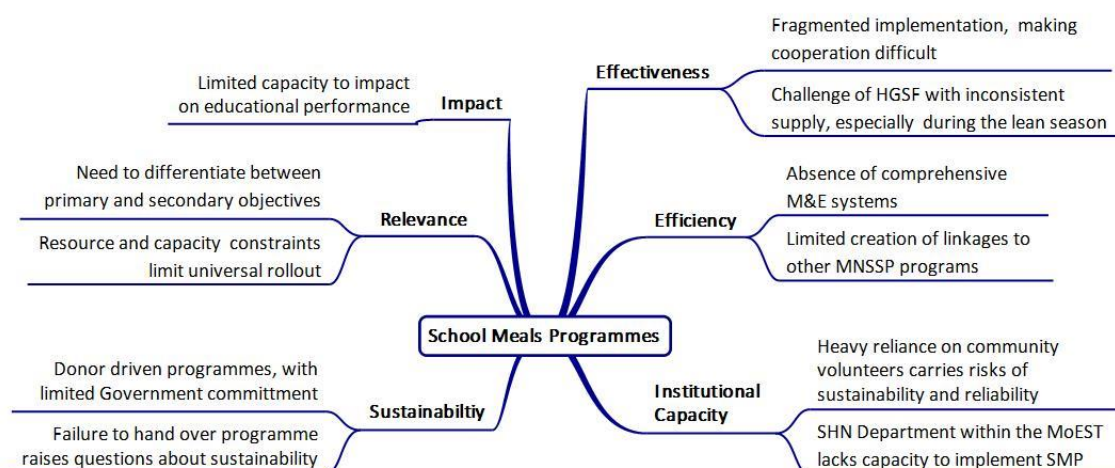 Limited capacity to impact
on educational performance
Impact
Need to differentiate between
primary and secondary objectives
Resource and capacity constraints
limit universal rollout
Relevance
Donor driven programmes, with
limited Government committment
Failure to hand over programme
raises questions about sustainability
Sustainabiltiy
School Meals Programmes
Effectiveness
Fragmented implementation, making
cooperation difficult
Challenge of HGSF with inconsistent
supply, especially during the lean season
Efficiency
Absence of comprehensive
M&E systems
Limited creation of linkages to
other MNSSP programs
Institutional
Capacity
Heavy reliance on community
volunteers carries risks of
sustainability and reliability
SHN Department within the MoEST
lacks capacity to implement SMP